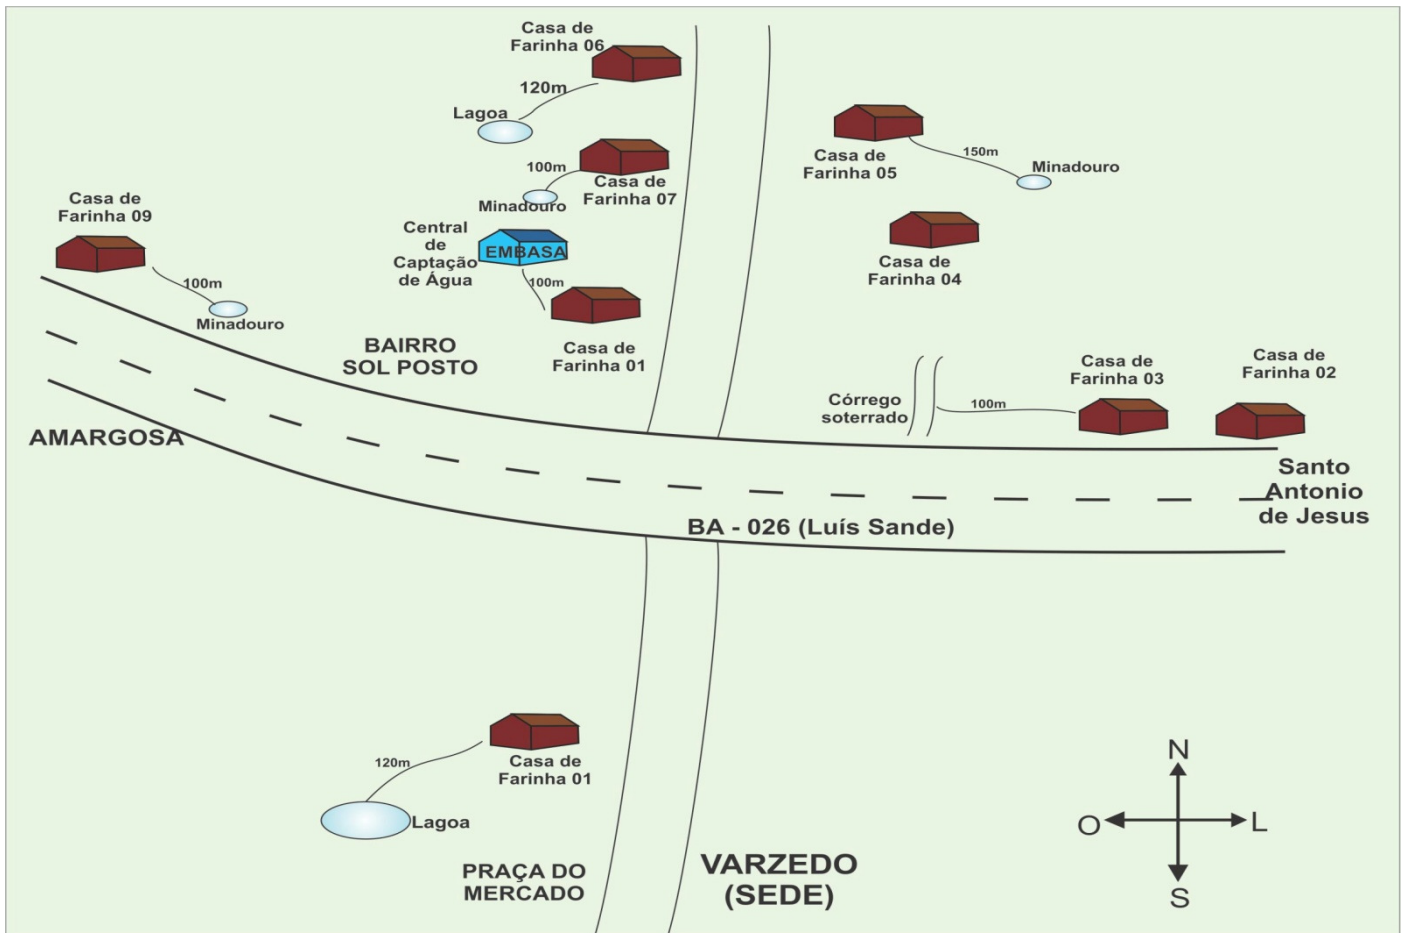 Casa de
Farinha 06
120m
Lagoa
Casa de
Farinha 05
150m
Minadouro
100m
Casa de
Farinha 07
Minadouro
Casa de
Farinha 09
100m
Minadouro
Central
de
Captação
de Água
EMBASA
100m
Casa de
Farinha 04
Casa de
Farinha 01
BAIRRO
SOL POSTO
Casa de
Farinha 03
Casa de
Farinha 02
Córrego
soterrado
100m
AMARGOSA
Santo
Antonio
de Jesus
BA - 026 (Luís Sande)
Casa de
Farinha 01
120m
Lagoa
PRAÇA DO
MERCADO
VARZEDO
(SEDE)
N
O
L
S